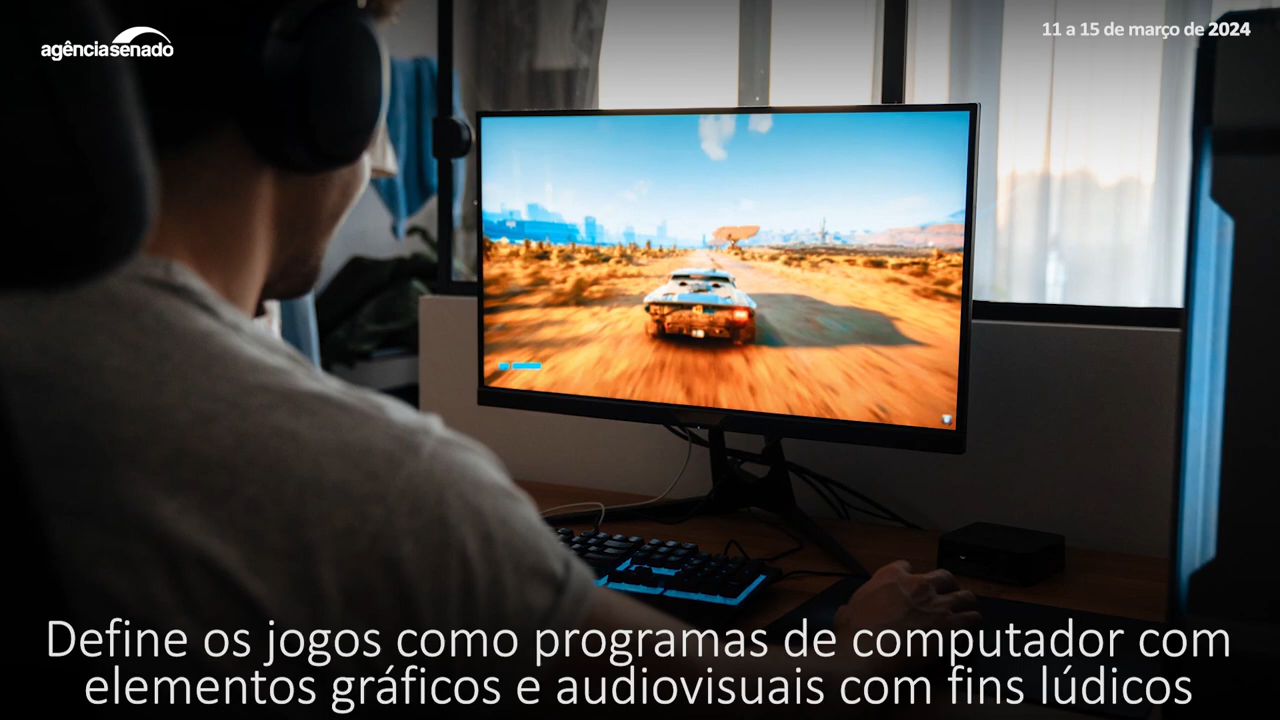 agênciasenado
11 a 15 de março de 2024
Define os jogos como programas de computador com
elementos gráficos e audiovisuais com fins lúdicos